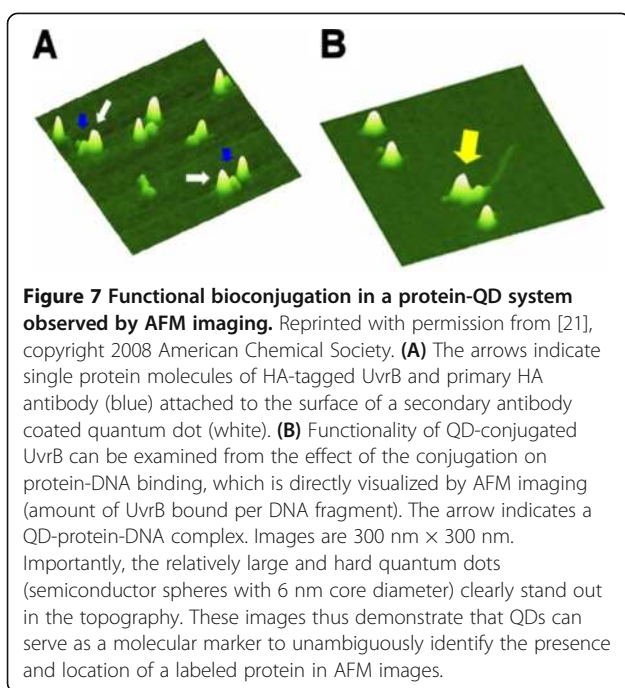 A B
Figure 7 Functional bioconjugation in a protein-QD system
observed by AFM imaging. Reprinted with permission from [21],
copyright 2008 American Chemical Society. (A) The arrows indicate
single protein molecules of HA-tagged UvrB and primary HA
antibody (blue) attached to the surface of a secondary antibody
coated quantum dot (white). (B) Functionality of QD-conjugated
UvrB can be examined from the effect of the conjugation on
protein-DNA binding, which is directly visualized by AFM imaging
(amount of UvrB bound per DNA fragment). The arrow indicates a
QD-protein-DNA complex. Images are 300 nm × 300 nm.
Importantly, the relatively large and hard quantum dots
(semiconductor spheres with 6 nm core diameter) clearly stand out
in the topography. These images thus demonstrate that QDs can
serve as a molecular marker to unambiguously identify the presence
and location of a labeled protein in AFM images.